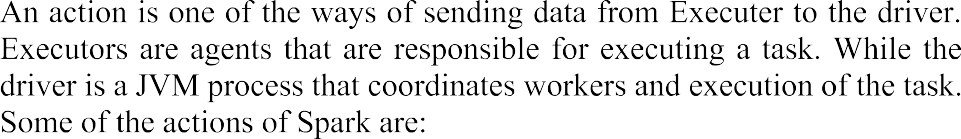 An action is one of the ways of sending data from Executer to the driver.
Executors are agents that are responsible for executing a task. While the
driver is a JVM process that coordinates workers and execution of the task.
Some of the actions of Spark are: